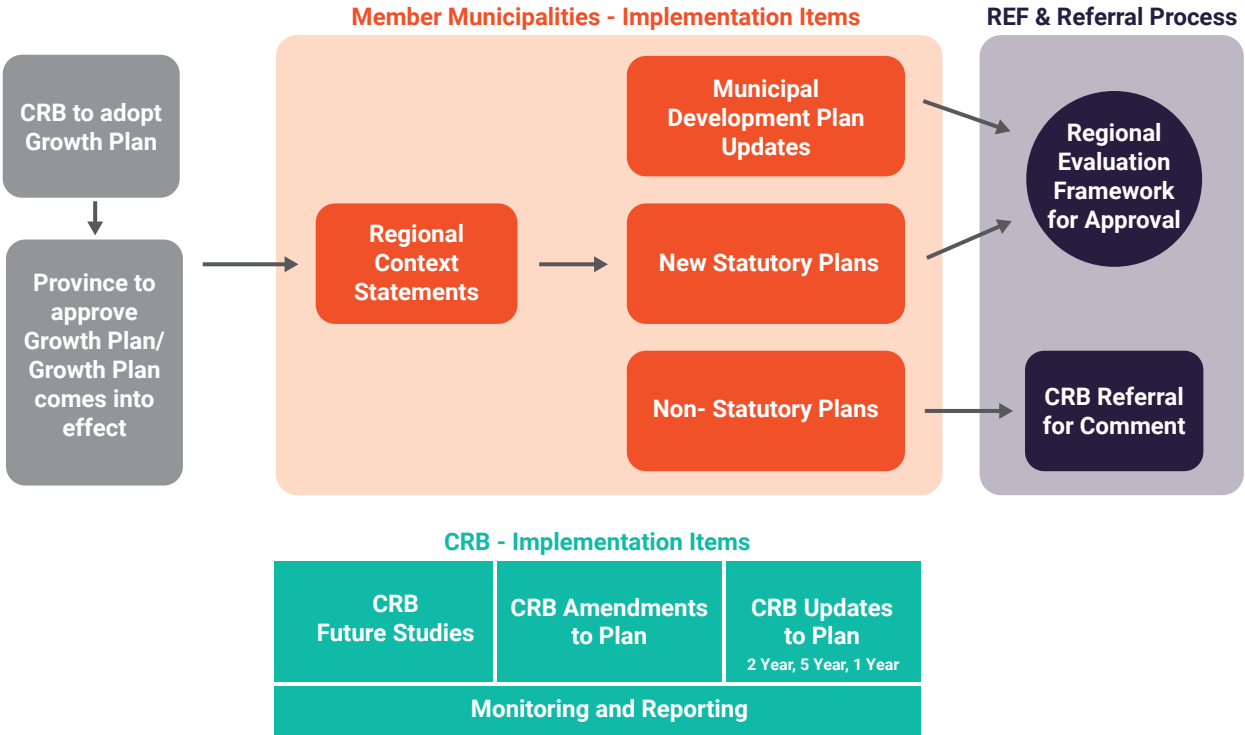 Member Municipalities - Implementation Items
REF & Referral Process
CRB to adopt
Growth Plan
Province to
approve
Growth Plan/
Growth Plan
comes into
effect
Regional
Context
Statements
Municipal
Development Plan
Updates
New Statutory Plans
Non- Statutory Plans
Regional
Evaluation
Framework
for Approval
CRB Referral
for Comment
CRB - Implementation Items
CRB
Future Studies
CRB Amendments
to Plan
CRB Updates
to Plan
2 Year, 5 Year, 1 Year
Monitoring and Reporting